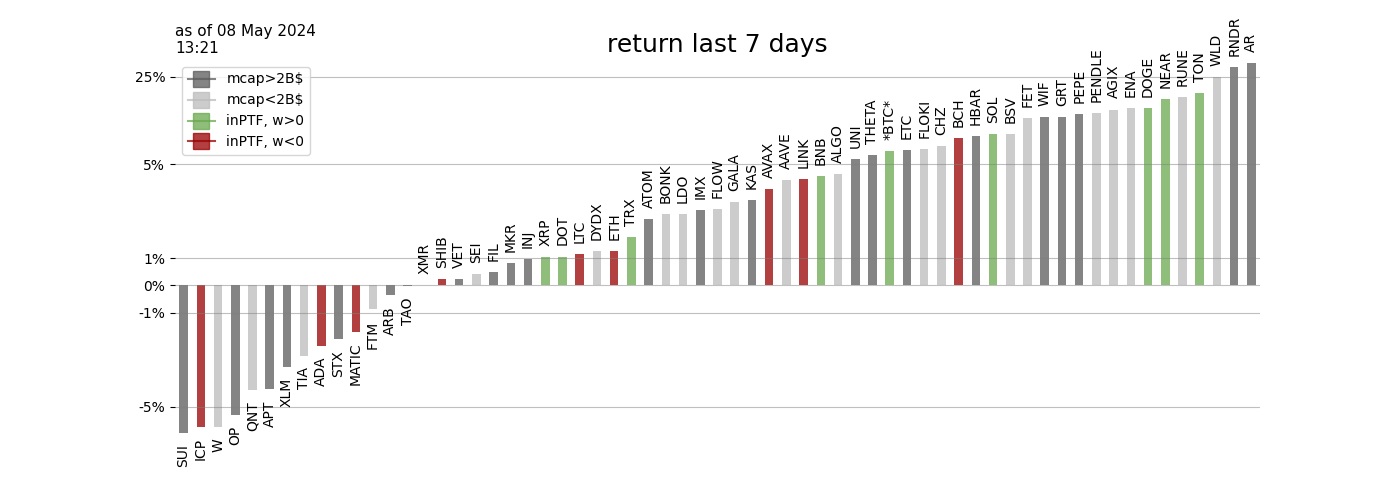 as of 08 May 2024
13:21
return last 7 days
mcap>2B$
mcap<2B$
inPTF, w>0
inPTF, w<0
25%
5%
1%
0%
-1%
-5%
SUI
ICP
W
OP
QNT
APT
XLM
TIA
ADA
STX
MATIC
FTM
ARB
TAO
XMR
SHIB
VET
SEI
FIL
MKR
INJ
XRP
DOT
LTC
DYDX
ETH
TRX
ATOM
BONK
LDO
IMX
FLOW
GALA
KAS
AVAX
AAVE
LINK
BNB
ALGO
UNI
THETA
*BTC*
ETC
FLOKI
CHZ
BCH
HBAR
SOL
BSV
FET
WIF
GRT
PEPE
PENDLE
AGIX
ENA
DOGE
NEAR
RUNE
TON
WLD
RNDR
AR